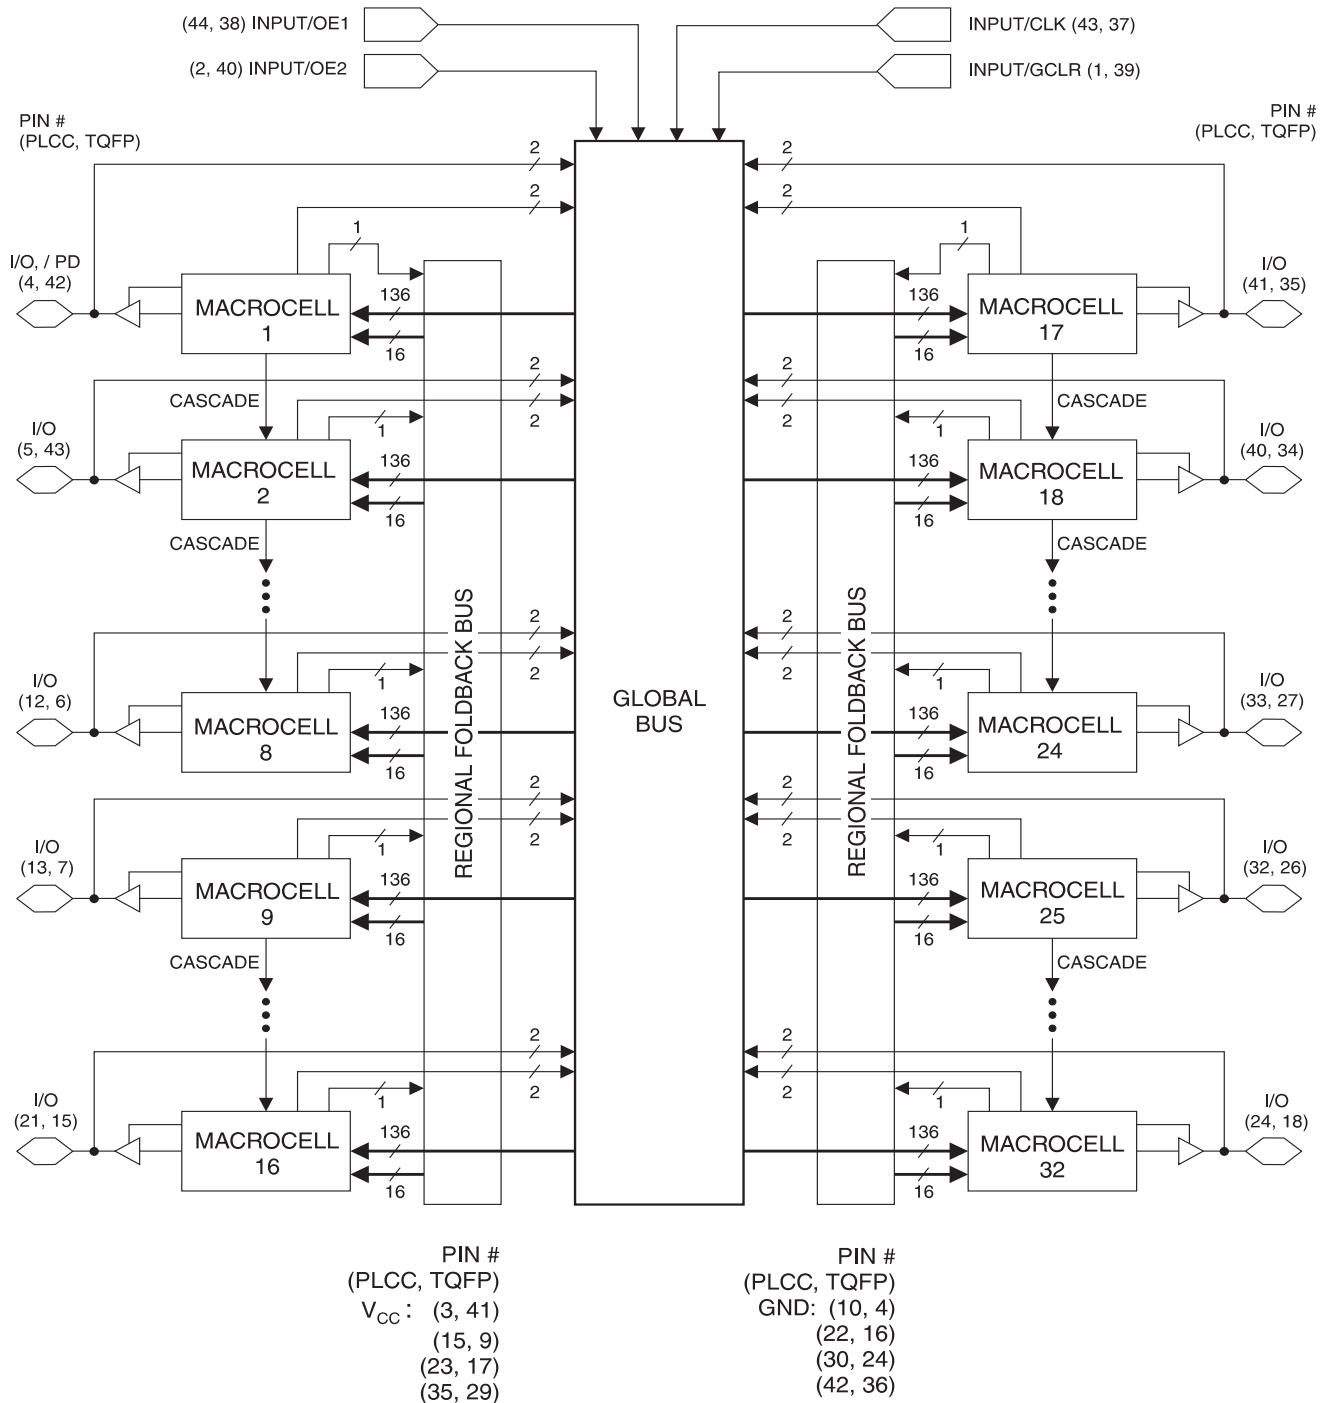 (44, 38) INPUT/OE1
INPUT/CLK (43, 37)
(2, 40) INPUT/OE2
INPUT/GCLR (1, 39)
PIN #
(PLCC, TQFP)
PIN #
(PLCC, TQFP)
2
2
2
2
1
1
I/O, / PD
(4, 42)
MACROCELL
1
136
16
136
16
MACROCELL
17
I/O
(41, 35)
2
2
CASCADE
CASCADE
1
2
2
1
I/O
(5, 43)
MACROCELL
2
136
16
136
16
MACROCELL
18
I/O
(40, 34)
CASCADE
CASCADE
REGIONAL FOLDBACK BUS
GLOBAL
BUS
REGIONAL FOLDBACK BUS
2
2
1
2
2
1
I/O
(12, 6)
MACROCELL
8
136
16
136
16
MACROCELL
24
I/O
(33, 27)
2
2
1
2
2
1
I/O
(13, 7)
MACROCELL
9
136
16
136
16
MACROCELL
25
I/O
(32, 26)
CASCADE
CASCADE
2
2
1
2
2
1
I/O
(21, 15)
MACROCELL
16
136
16
136
16
MACROCELL
32
I/O
(24, 18)
PIN #
(PLCC, TQFP)
VCC : (3, 41)
(15, 9)
(23, 17)
(35, 29)
PIN #
(PLCC, TQFP)
GND: (10, 4)
(22, 16)
(30, 24)
(42, 36)